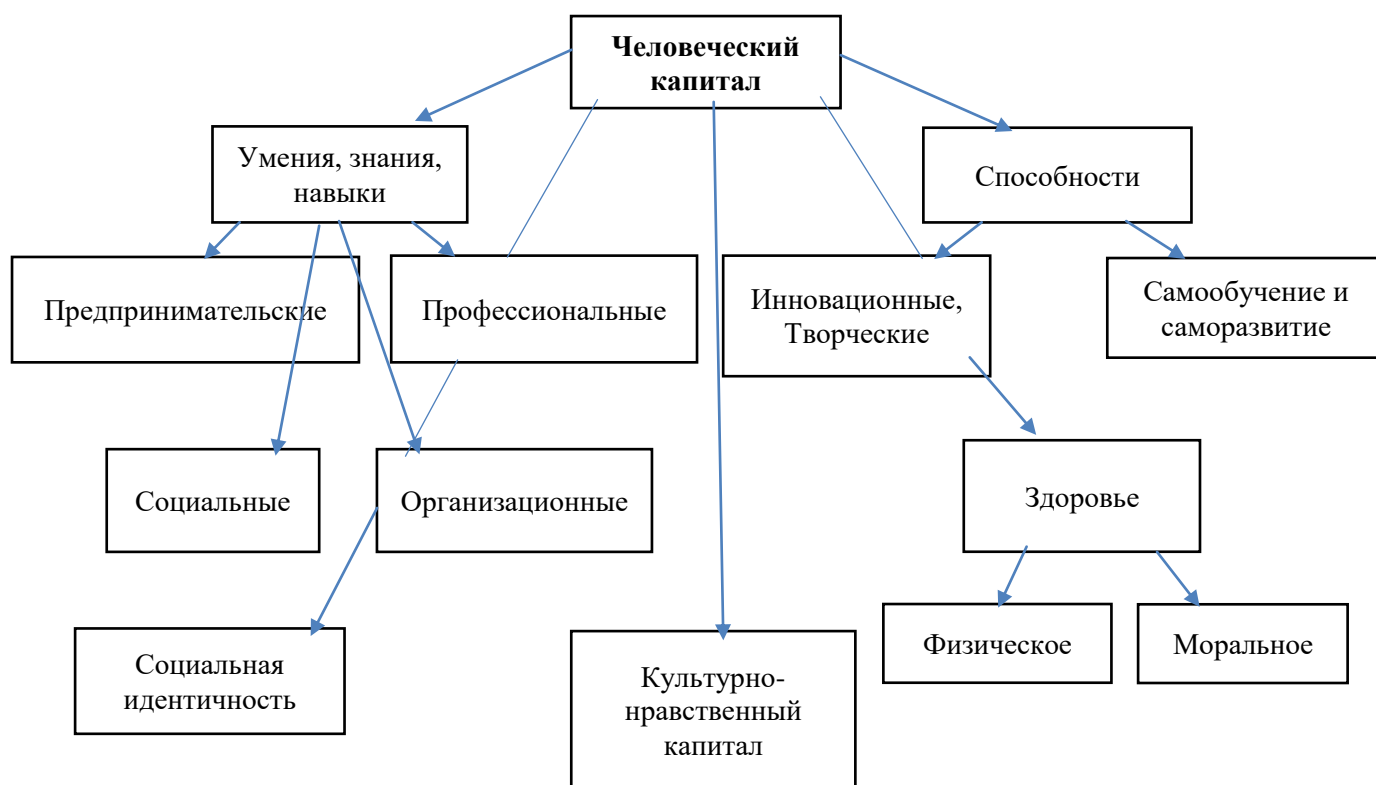 Человеческий
капитал
Умения, знания,
навыки
Способности
Предпринимательские
Профессиональные
Инновационные,
Творческие
Самообучение и
саморазвитие
Социальные
Организационные
Здоровье
Физическое
Моральное
Социальная
идентичность
Культурно-
нравственный
капитал